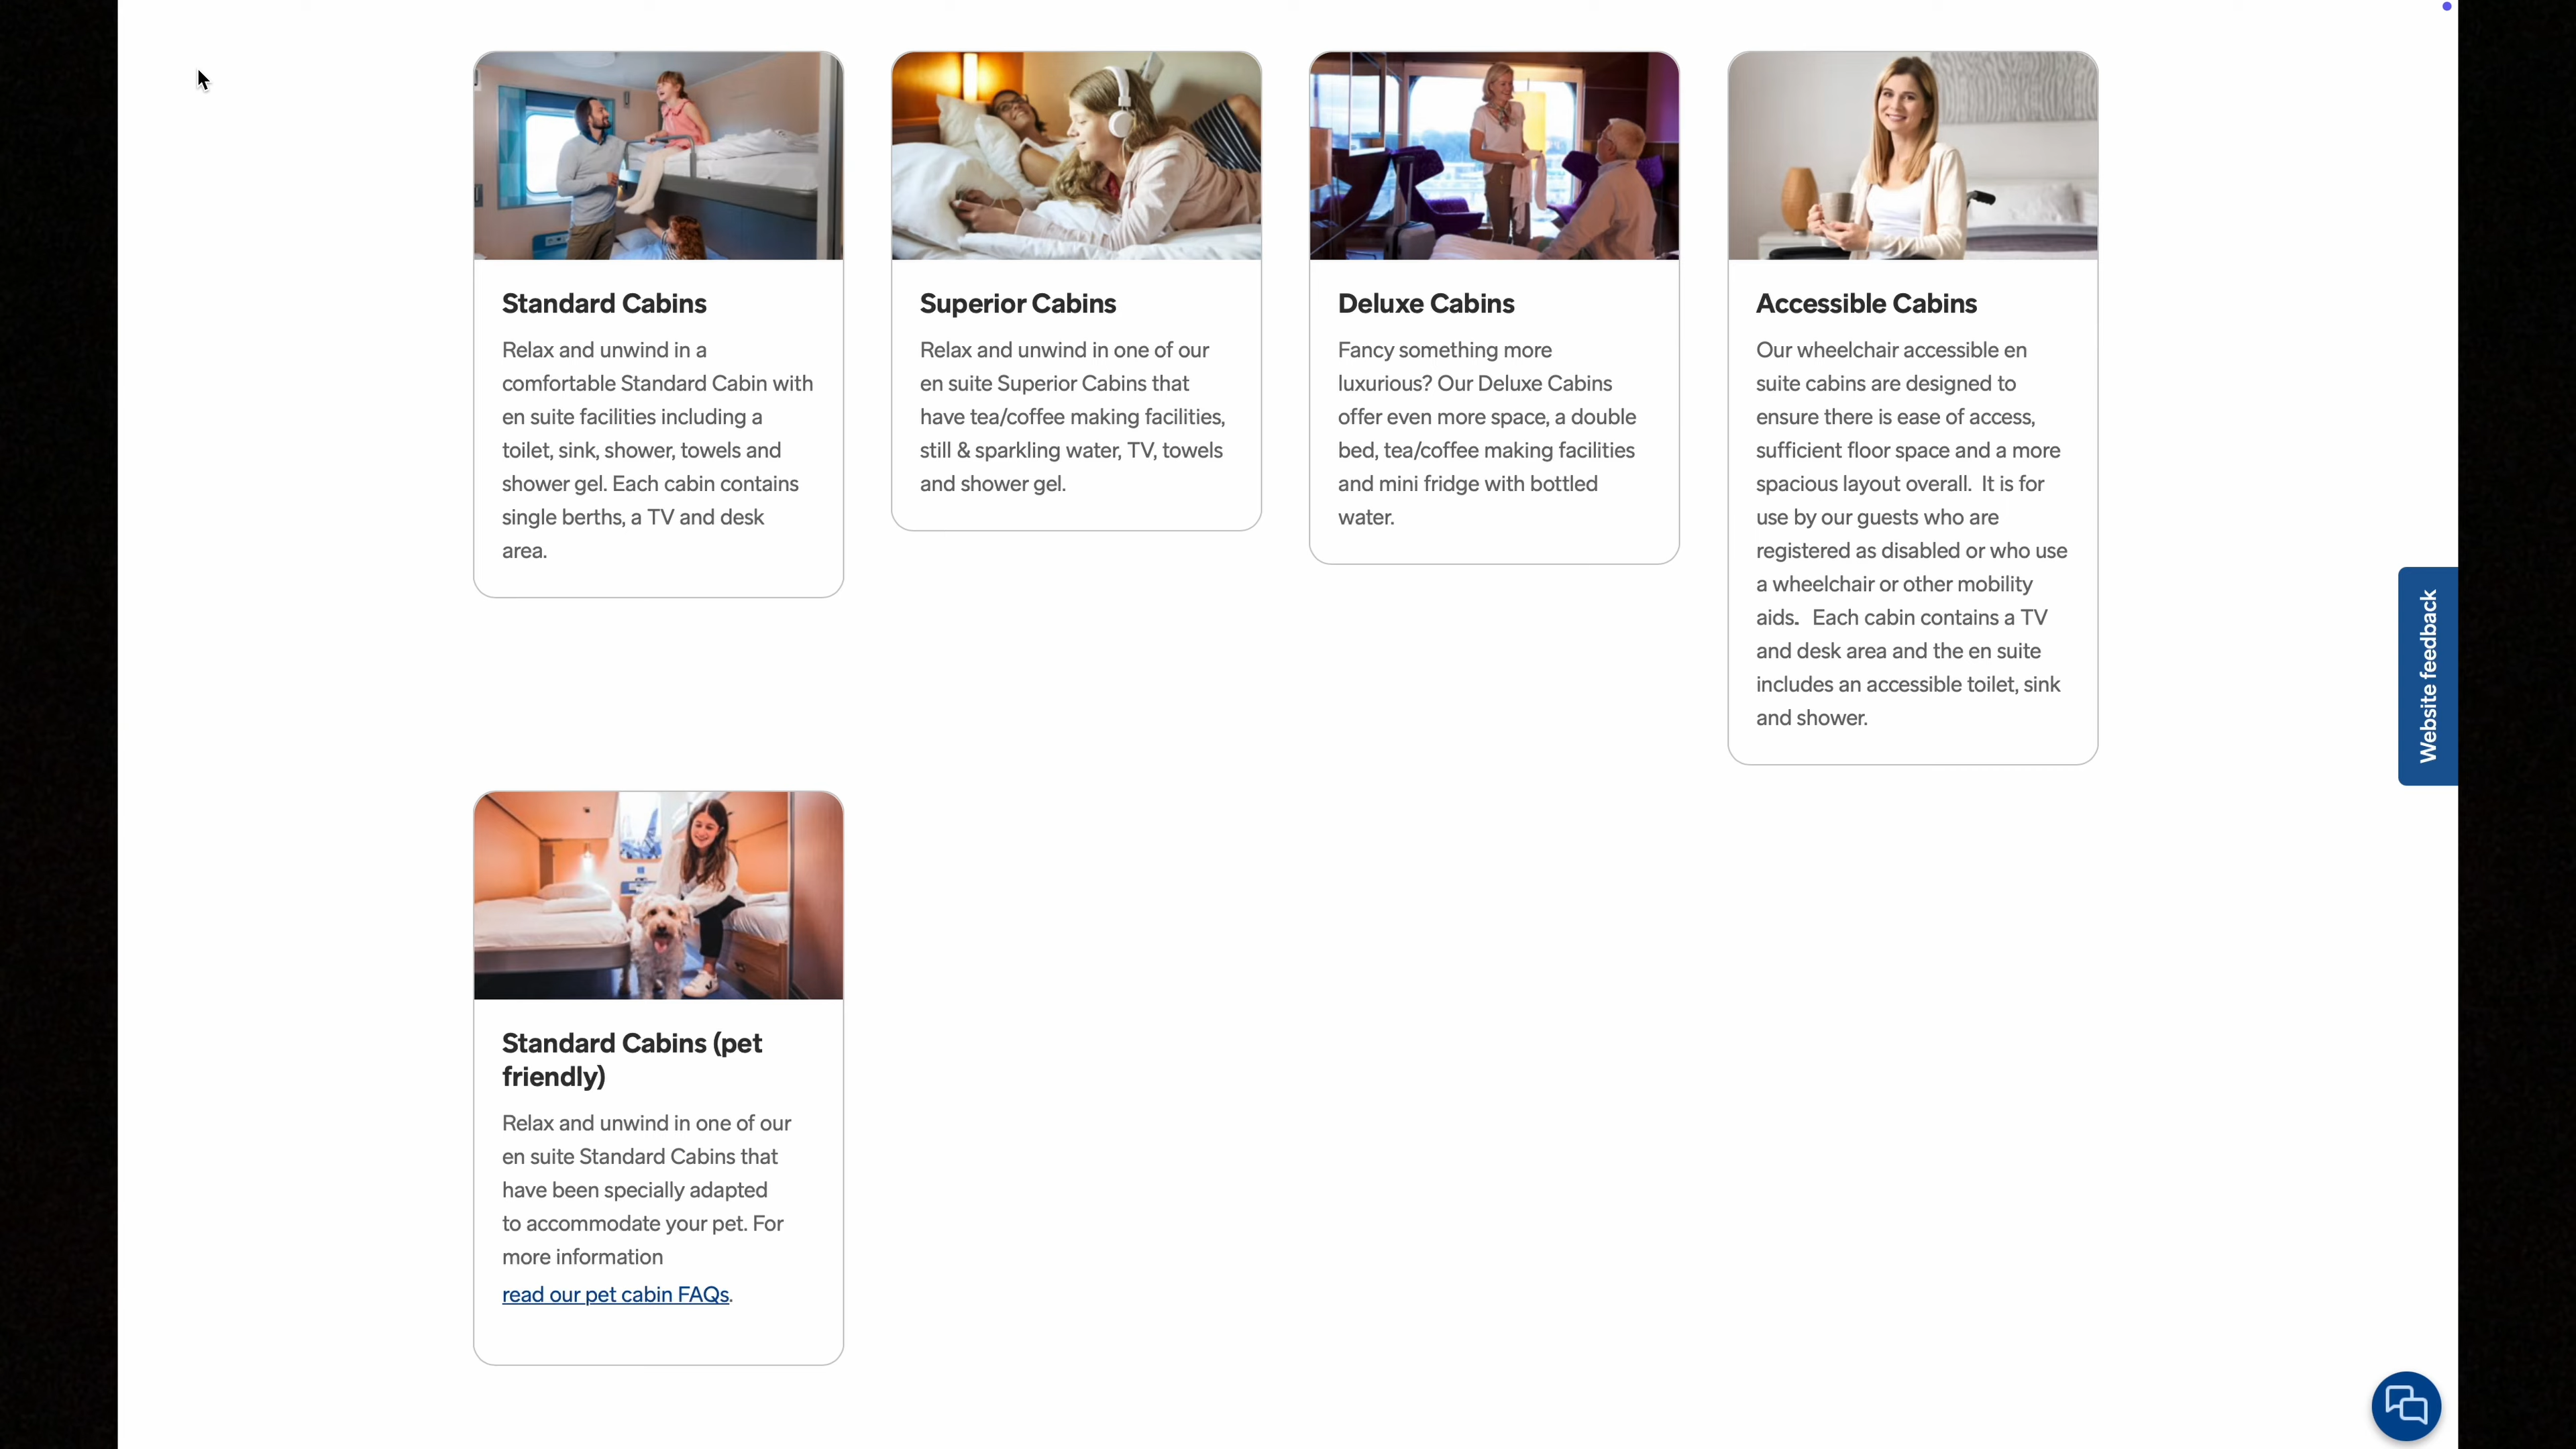 Standard Cabins
Relax and unwind in a
comfortable Standard Cabin with
en suite facilities including a
toilet, sink, shower, towels and
shower gel. Each cabin contains
single berths, a TV and desk
area.
Superior Cabins
Relax and unwind in one of our
en suite Superior Cabins that
have tea/coffee making facilities,
still & sparkling water, TV, towels
and shower gel.
Deluxe Cabins
Fancy something more
luxurious? Our Deluxe Cabins
offer even more space, a double
bed, tea/coffee making facilities
and mini fridge with bottled
water.
Accessible Cabins
Our wheelchair accessible en
suite cabins are designed to
ensure there is ease of access,
sufficient floor space and a more
spacious layout overall.  It is for
use by our guests who are
registered as disabled or who use
a wheelchair or other mobility
aids.  Each cabin contains a TV
and desk area and the en suite
includes an accessible toilet, sink
and shower.
Standard Cabins (pet
friendly)
Relax and unwind in one of our
en suite Standard Cabins that
have been specially adapted
to accommodate your pet. For
more information
read our pet cabin FAQs.
Website feedback